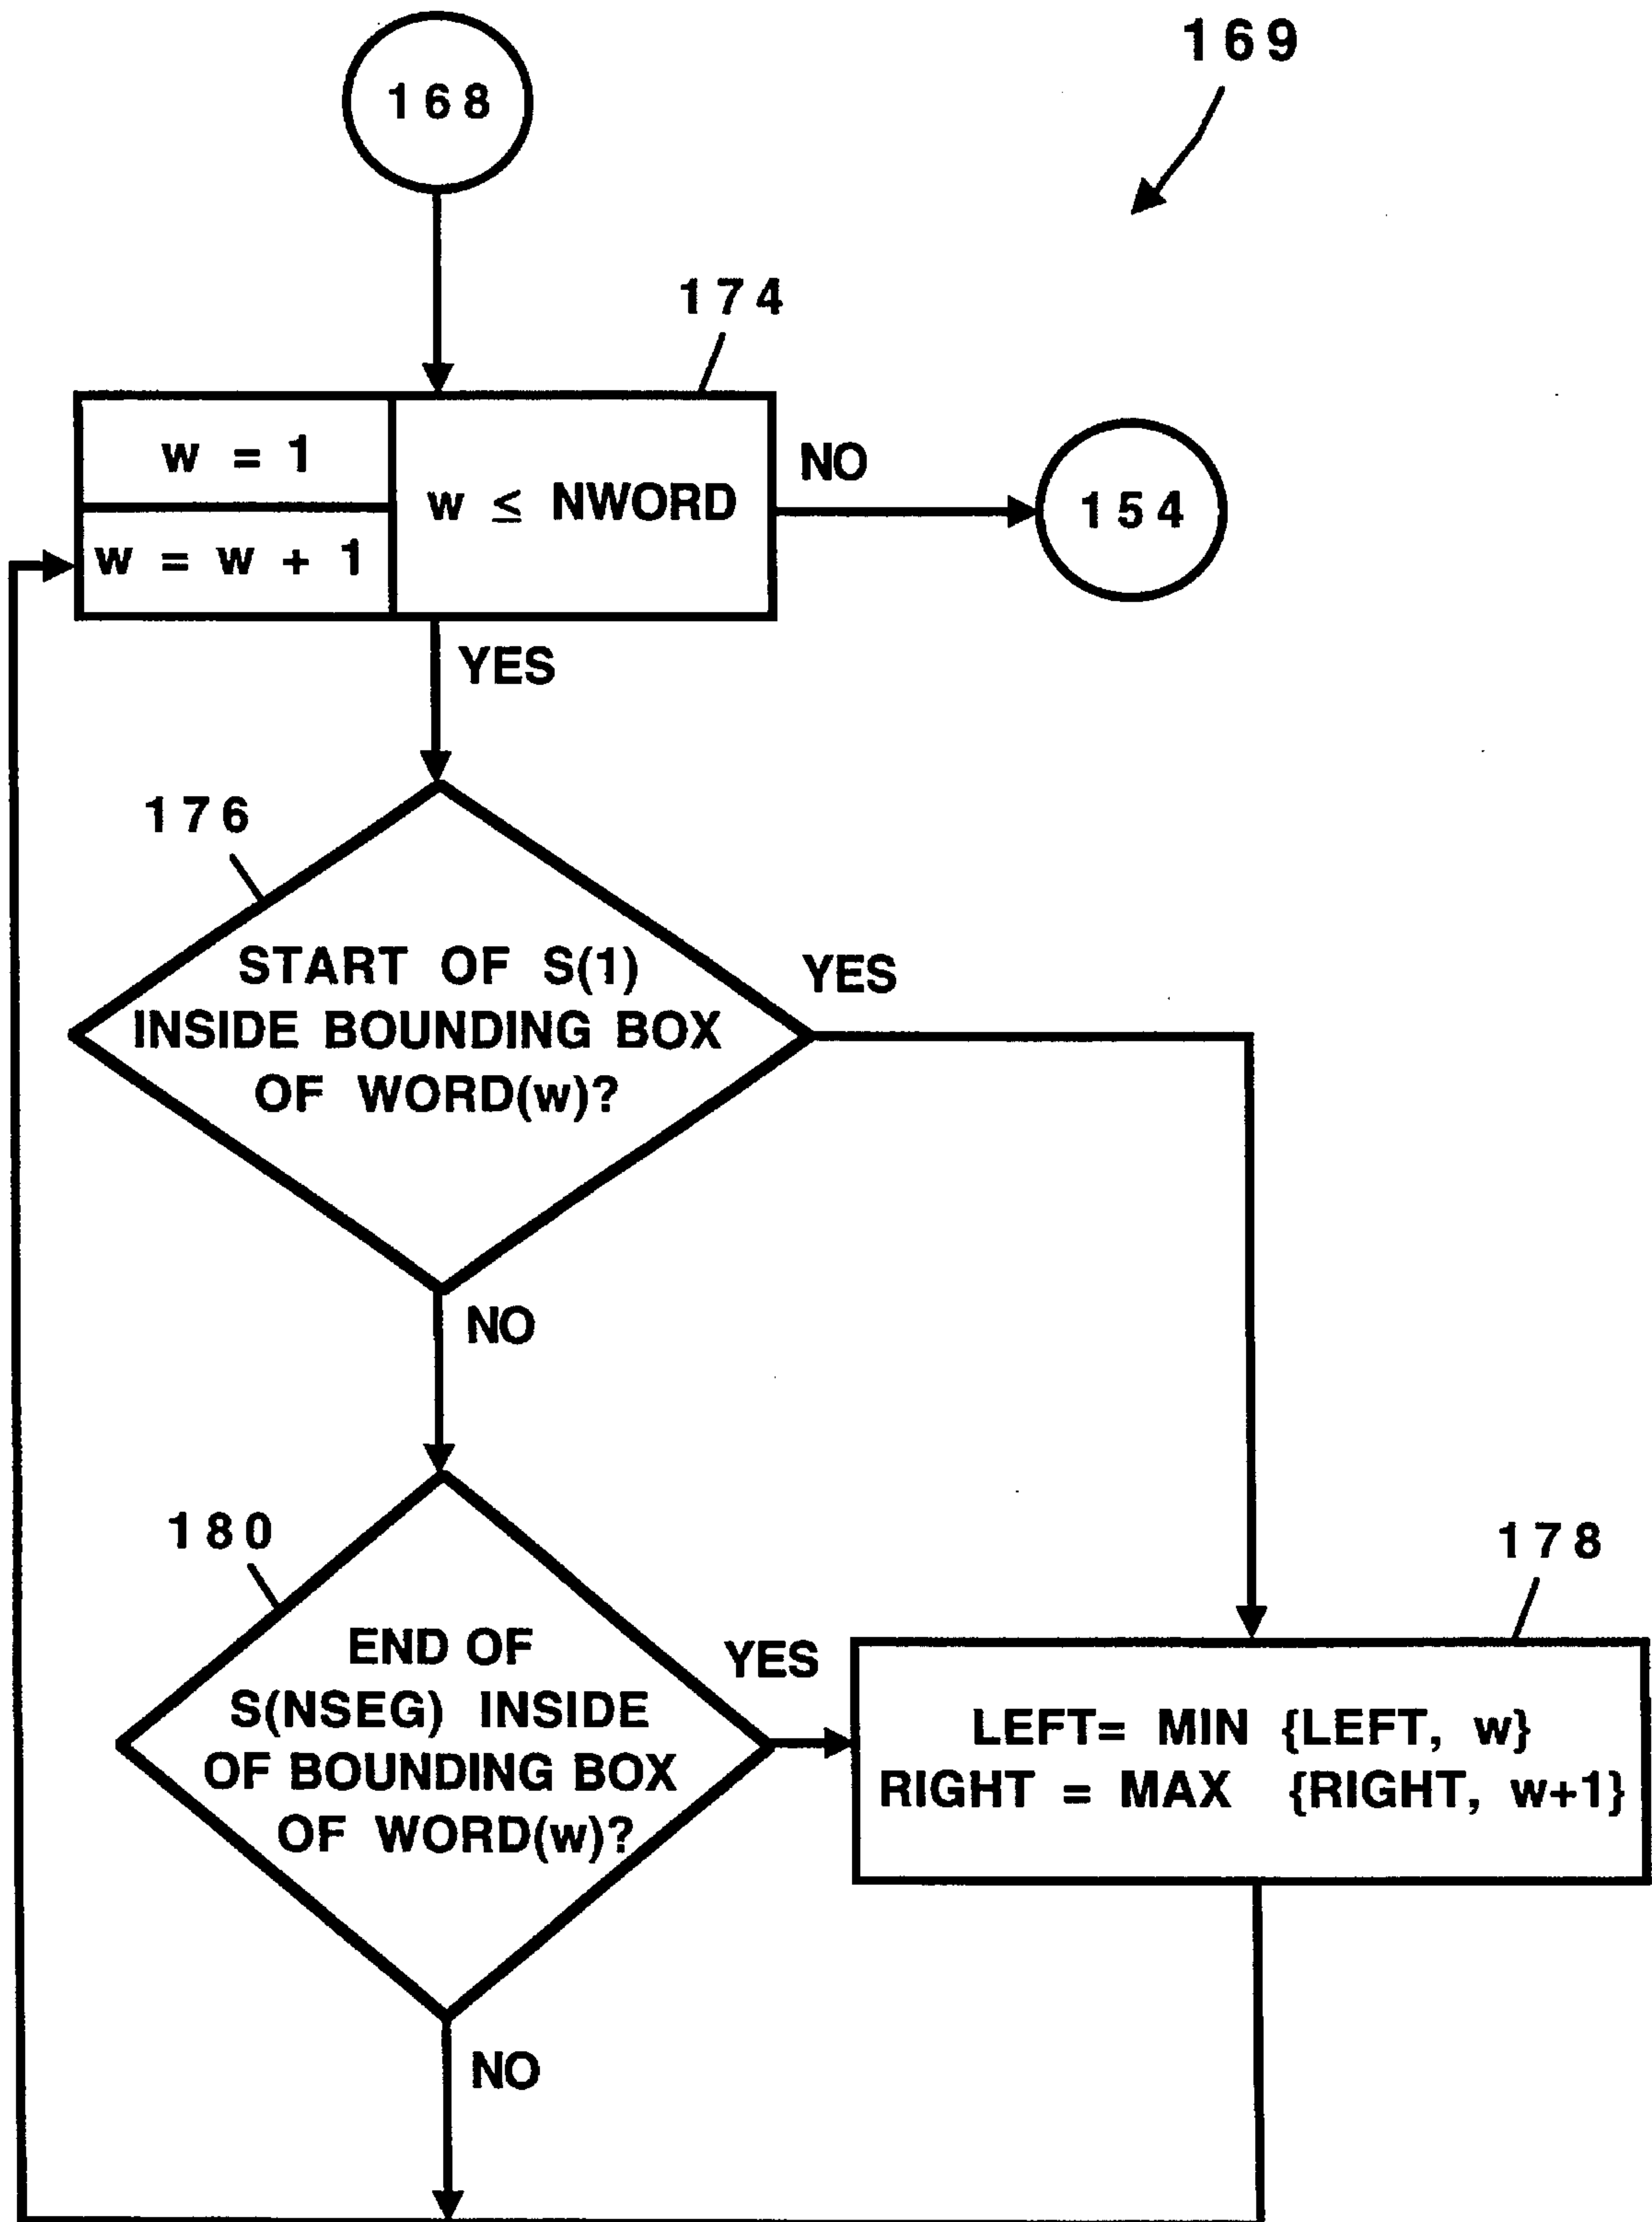 168
169
174
w = 1
w ≤ NWORD
NO
154
w = w + 1
YES
176
START OF S(1)
INSIDE BOUNDING BOX
OF WORD(w)?
YES
NO
180
END OF
S(NSEG) INSIDE
OF BOUNDING BOX
OF WORD(w)?
YES
178
LEFT= MIN {LEFT, w}
RIGHT = MAX {RIGHT, w+1}
NO